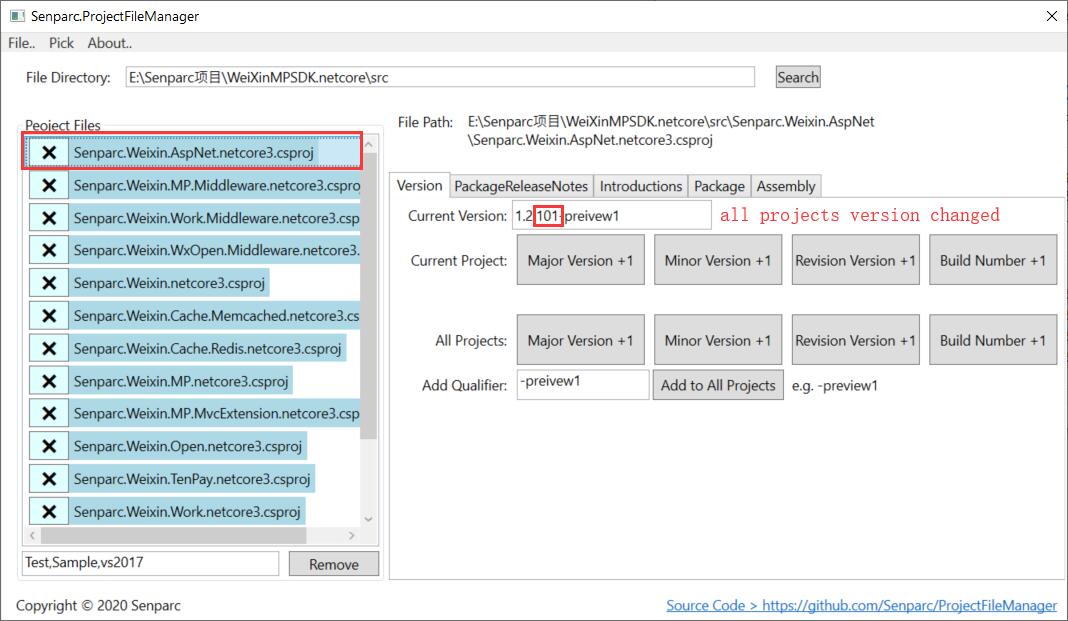 Senparc.ProjectFileManager
File.. Pick About..
File Directory: E:\Senparc项目\WeiXinMPSDK.netcore\src Search
Peoject Files
Senparc.Weixin.AspNet.netcore3.csproj
Senparc.Weixin.MP.Middleware.netcore3.cspro
Senparc.Weixin.Work.Middleware.netcore3.csp
Senparc.Weixin.WxOpen.Middleware.netcore3.
Senparc.Weixin.netcore3.csproj
Senparc.Weixin.Cache.Memcached.netcore3.cs
Senparc.Weixin.Cache.Redis.netcore3.csproj
Senparc.Weixin.MP.netcore3.csproj
Senparc.Weixin.MP.MvcExtension.netcore3.csp
Senparc.Weixin.Open.netcore3.csproj
Senparc.Weixin.TenPay.netcore3.csproj
Senparc.Weixin.Work.netcore3.csproj
Test,Sample,vs2017 Remove
File Path: E:\Senparc项目\WeiXinMPSDK.netcore\src\Senparc.Weixin.AspNet
\Senparc.Weixin.AspNet.netcore3.csproj
Version PackageReleaseNotes Introductions Package Assembly
Current Version: 1.2.101-preivew1 all projects version changed
Current Project: Major Version +1 Minor Version +1 Revision Version +1 Build Number +1
All Projects: Major Version +1 Minor Version +1 Revision Version +1 Build Number +1
Add Qualifier: -preivew1 Add to All Projects e.g. -preview1
Copyright © 2020 Senparc Source Code > https://github.com/Senparc/ProjectFileManager